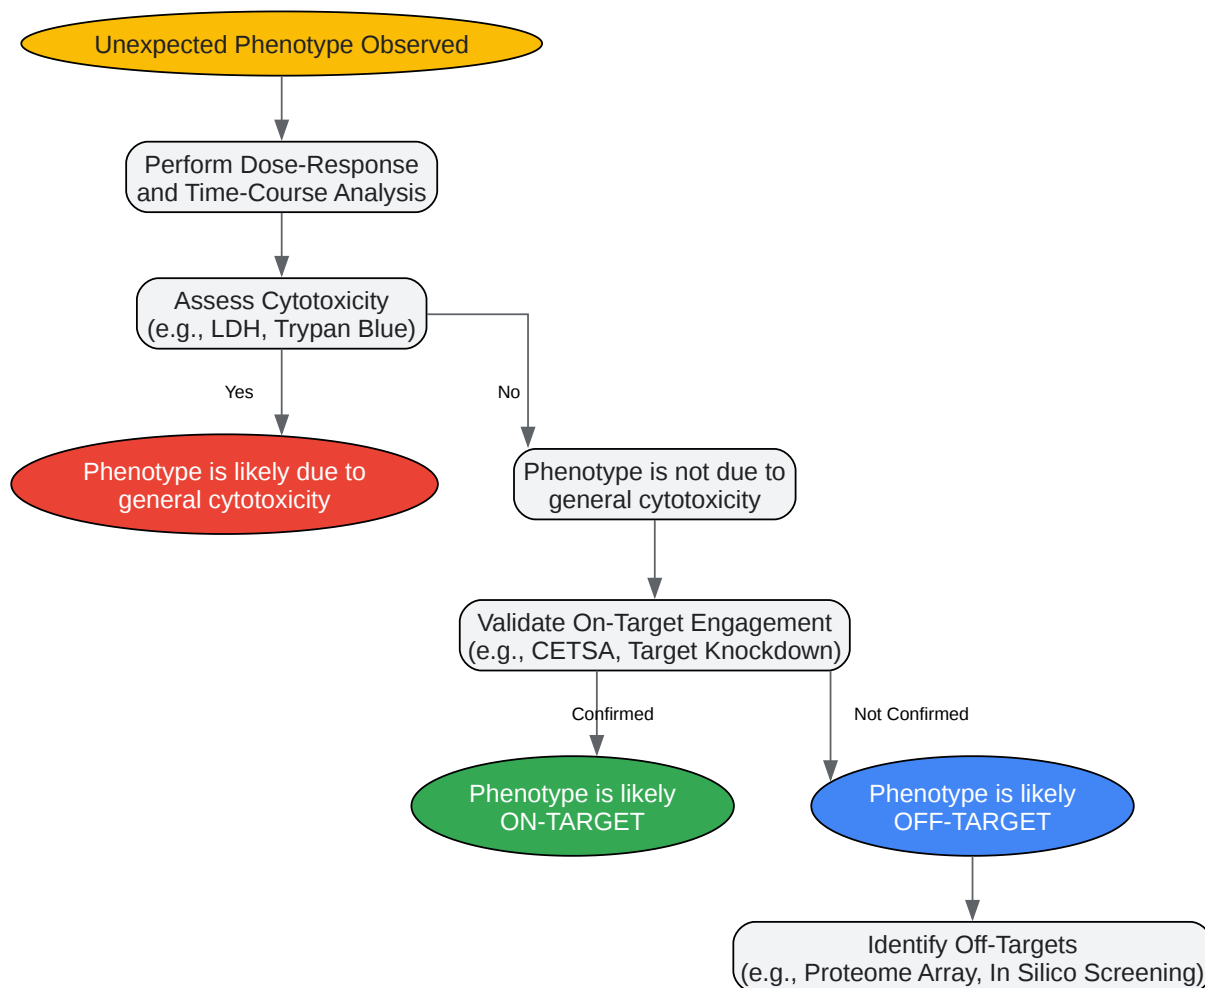 Unexpected Phenotype Observed
Perform Dose-Response
and Time-Course Analysis
Assess Cytotoxicity
(e.g., LDH, Trypan Blue)
Yes
No
Phenotype is likely due to
general cytotoxicity
Phenotype is not due to
general cytotoxicity
Validate On-Target Engagement
(e.g., CETSA, Target Knockdown)
Confirmed
Not Confirmed
Phenotype is likely
ON-TARGET
Phenotype is likely
OFF-TARGET
Identify Off-Targets
(e.g., Proteome Array, In Silico Screening)